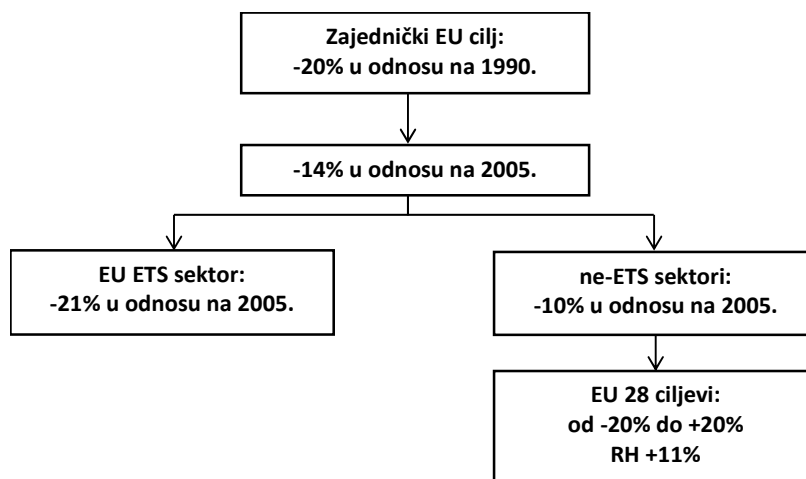 Zajednički EU cilj:
-20% u odnosu na 1990.
-14% u odnosu na 2005.
EU ETS sektor:
-21% u odnosu na 2005.
ne-ETS sektori:
-10% u odnosu na 2005.
EU 28 ciljevi:
od -20% do +20%
RH +11%